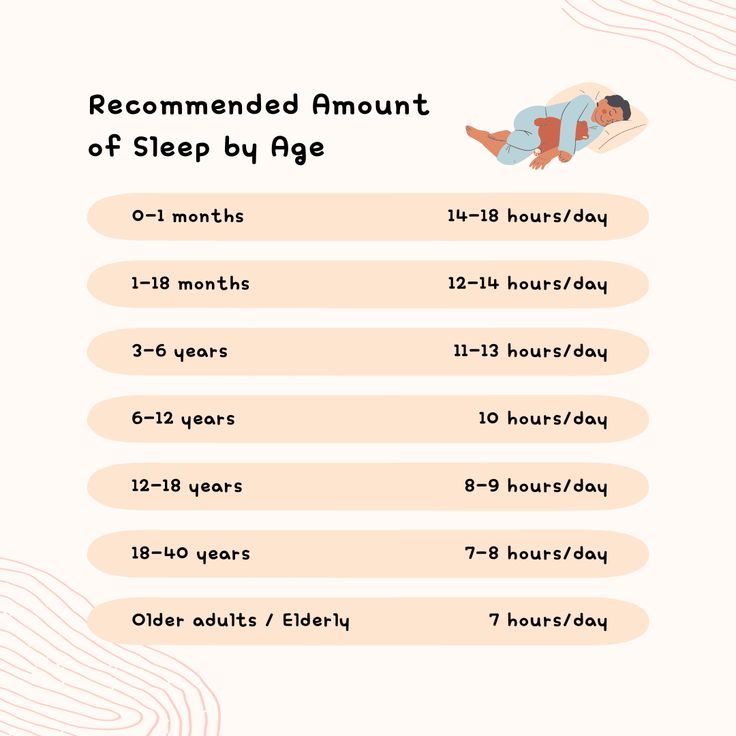 Recommended Amount
of Sleep by Age
0-1 months 14-18 hours/day
1-18 months 12-14 hours/day
3-6 years 11-13 hours/day
6-12 years 10 hours/day
12-18 years 8-9 hours/day
18-40 years 7-8 hours/day
Older adults / Elderly 7 hours/day